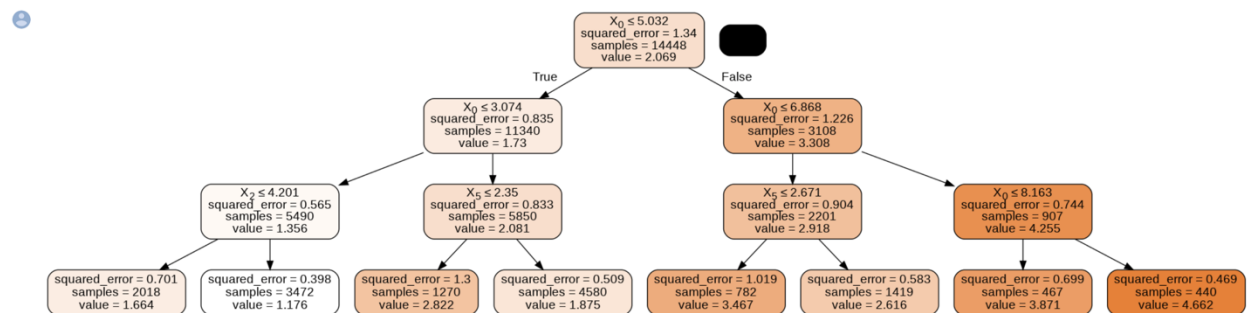 X0 ≤ 5.032
squared_error = 1.34
samples = 14448
value = 2.069
True
False
X0 ≤ 3.074
squared_error = 0.835
samples = 11340
value = 1.73
X0 ≤ 6.868
squared_error = 1.226
samples = 3108
value = 3.308
X2 ≤ 4.201
squared_error = 0.565
samples = 5490
value = 1.356
X5 ≤ 2.35
squared_error = 0.833
samples = 5850
value = 2.081
X5 ≤ 2.671
squared_error = 0.904
samples = 2201
value = 2.918
X0 ≤ 8.163
squared_error = 0.744
samples = 907
value = 4.255
squared_error = 0.701
samples = 2018
value = 1.664
squared_error = 0.398
samples = 3472
value = 1.176
squared_error = 1.3
samples = 1270
value = 2.822
squared_error = 0.509
samples = 4580
value = 1.875
squared_error = 1.019
samples = 782
value = 3.467
squared_error = 0.583
samples = 1419
value = 2.616
squared_error = 0.699
samples = 467
value = 3.871
squared_error = 0.469
samples = 440
value = 4.662